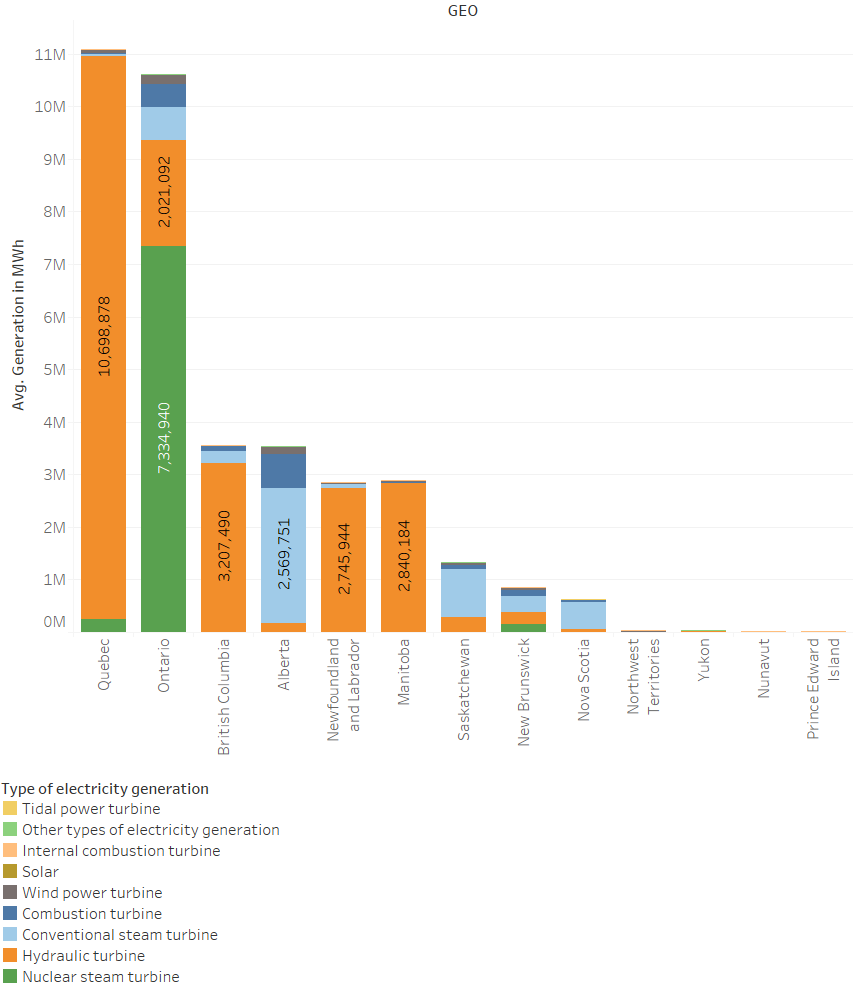 GEO
Avg. Generation in MWh
11M
10M
9M
8M
7M
6M
5M
4M
3M
2M
1M
0M
10,698,878
2,021,092
7,334,940
3,207,490
2,569,751
2,745,944
2,840,184
Quebec
Ontario
British Columbia
Alberta
Newfoundland
and Labrador
Manitoba
Saskatchewan
New Brunswick
Nova Scotia
Northwest
Territories
Yukon
Nunavut
Prince Edward
Island
Type of electricity generation
Tidal power turbine
Other types of electricity generation
Internal combustion turbine
Solar
Wind power turbine
Combustion turbine
Conventional steam turbine
Hydraulic turbine
Nuclear steam turbine